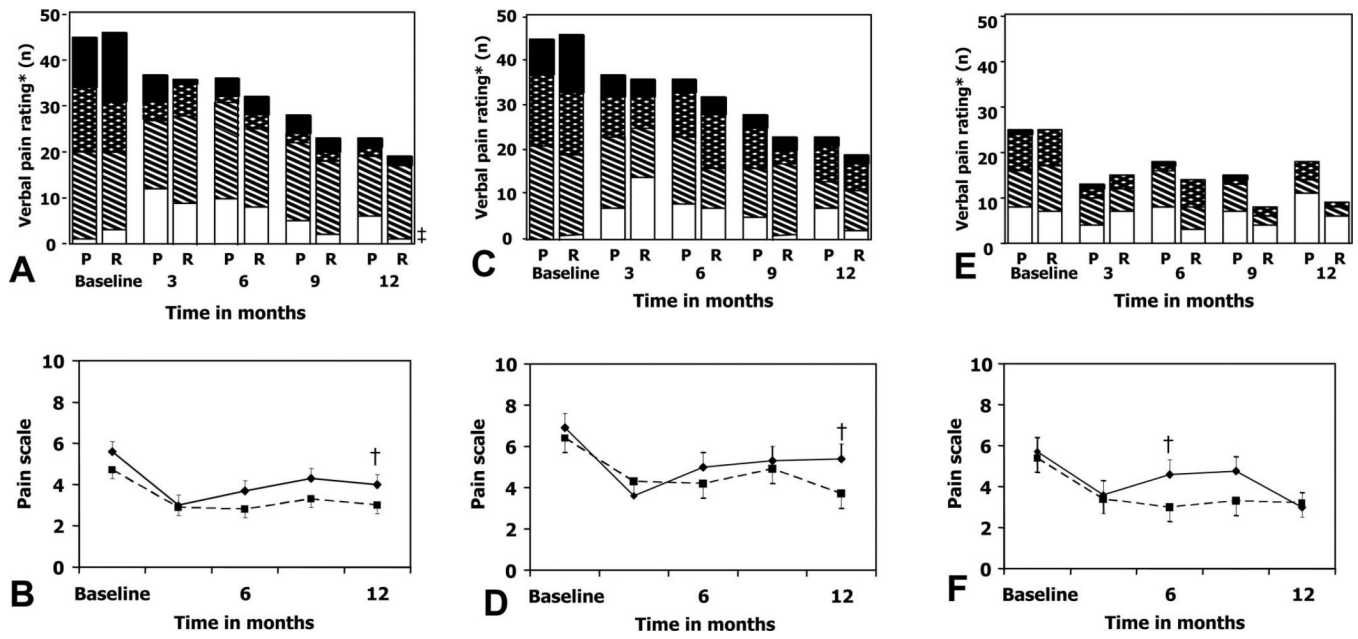 Verbal pain rating* (n)
50
40
30
20
10
0
‡
P R P R P R P R P R
Baseline 3 6 9 12
Time in months
A
Verbal pain rating* (n)
50
40
30
20
10
0
P R P R P R P R P R
Baseline 3 6 9 12
Time in months
C
Verbal pain rating* (n)
50
40
30
20
10
0
P R P R P R P R P R
Baseline 3 6 9 12
Time in months
E
Pain scale
10
8
6
4
2
0
†
Baseline 6 12
Time in months
B
Pain scale
10
8
6
4
2
0
†
Baseline 6 12
Time in months
D
Pain scale
10
8
6
4
2
0
†
Baseline 6 12
Time in months
F